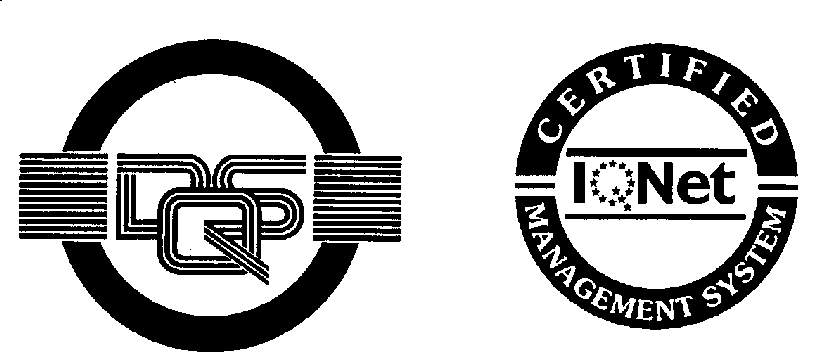 DQS
CERTIFIED
IQNet
MANAGEMENT SYSTEM